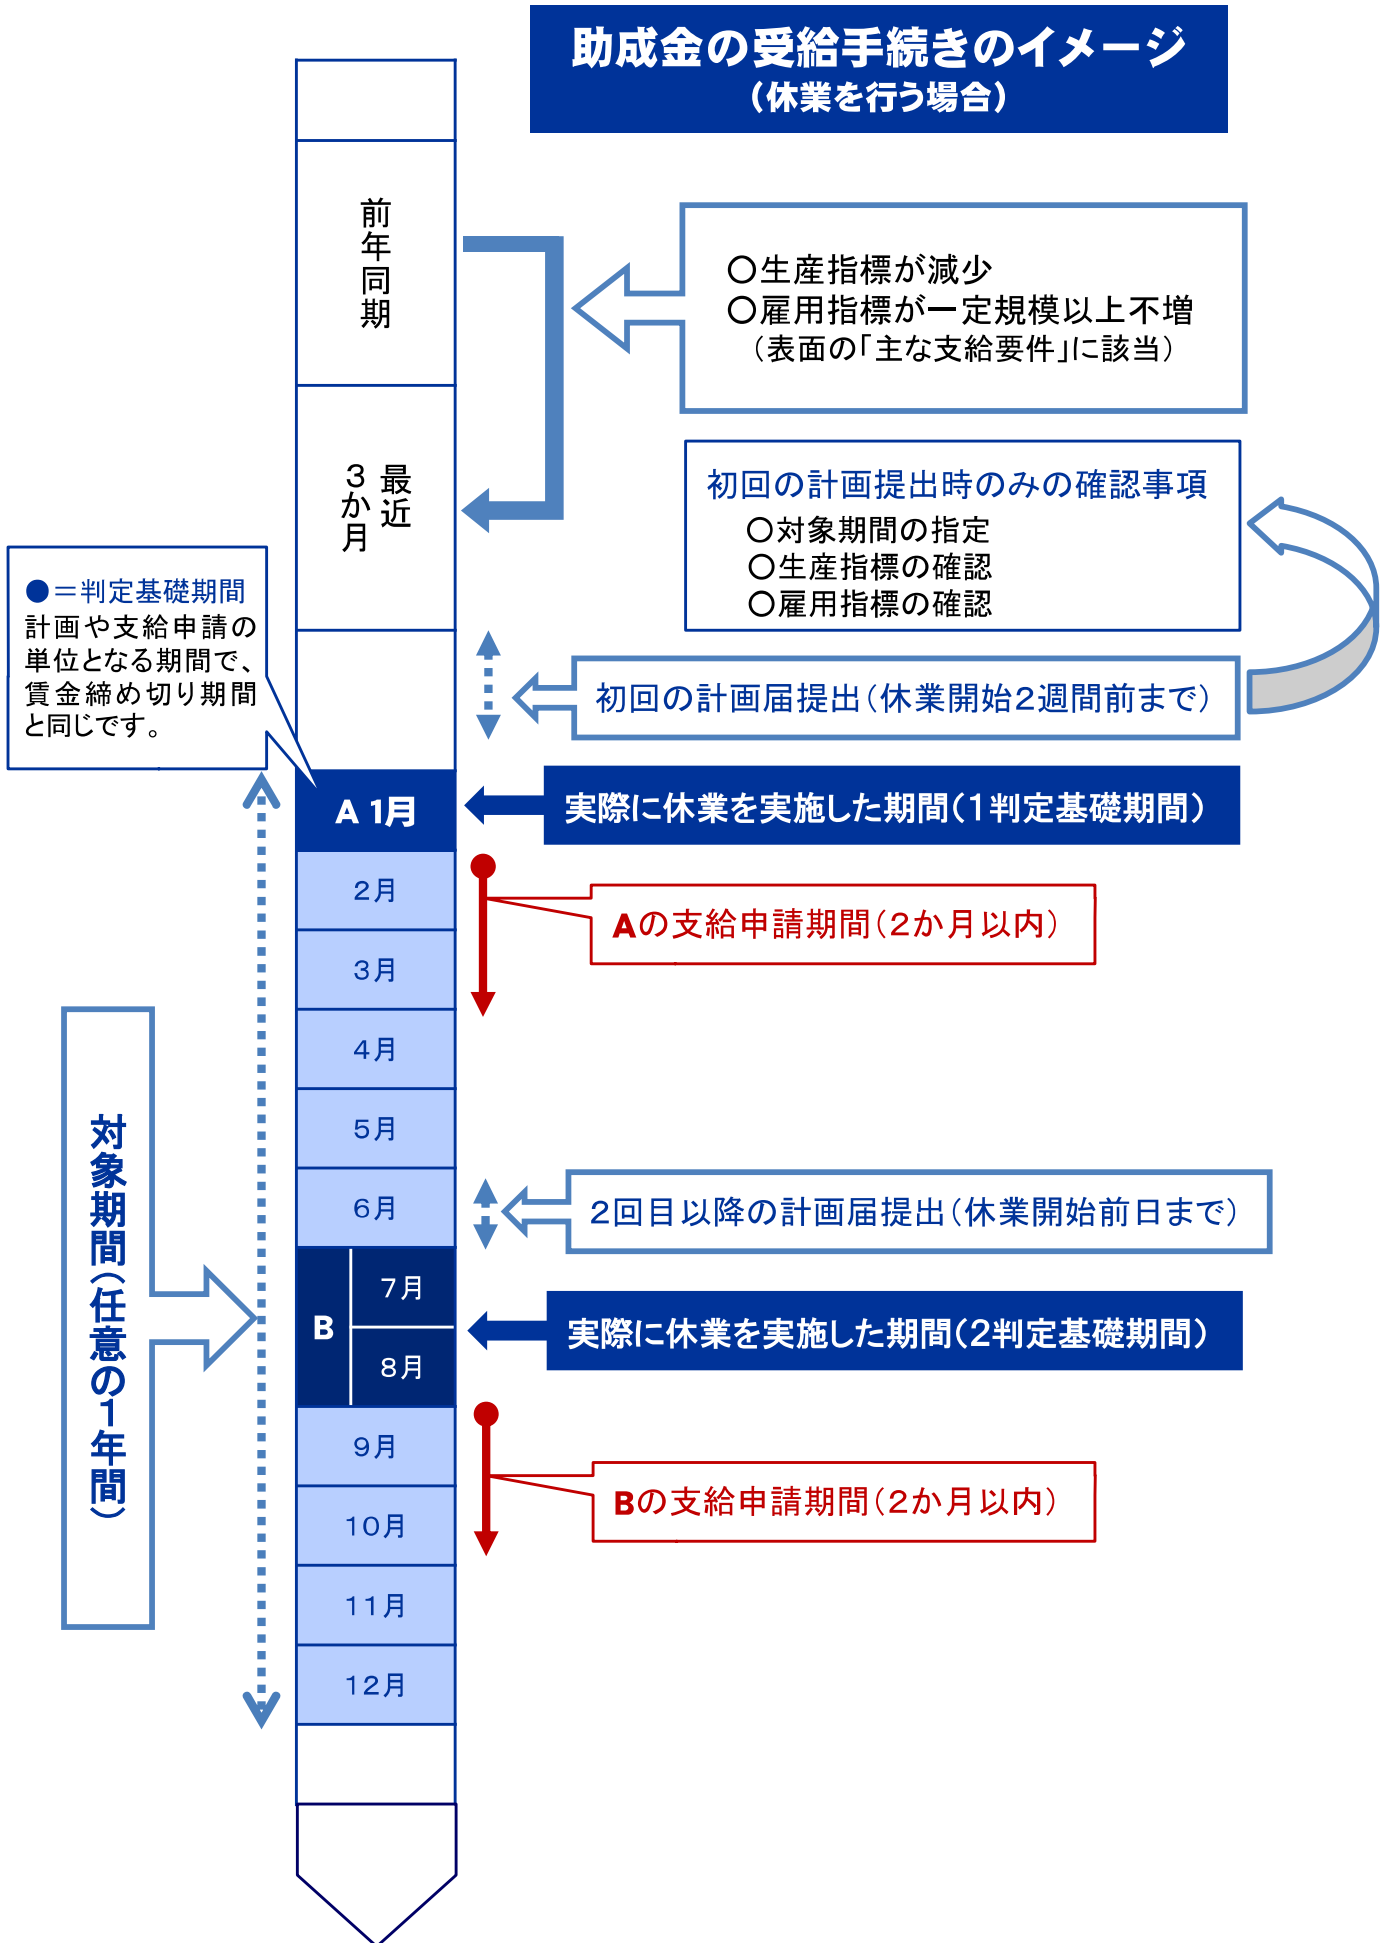 助成金の受給手続きのイメージ
（休業を行う場合）
前年同期
○生産指標が減少
○雇用指標が一定規模以上不増
（表面の「主な支給要件」に該当）
最近
３か月
初回の計画提出時のみの確認事項
○対象期間の指定
○生産指標の確認
○雇用指標の確認
●＝判定基礎期間
計画や支給申請の
単位となる期間で、
賃金締め切り期間
と同じです。
初回の計画届提出（休業開始２週間前まで）
A 1月
実際に休業を実施した期間（１判定基礎期間）
２月
Aの支給申請期間（２か月以内）
３月
４月
５月
６月
２回目以降の計画届提出（休業開始前日まで）
対象期間（任意の１年間）
B
７月
８月
実際に休業を実施した期間（２判定基礎期間）
９月
Bの支給申請期間（２か月以内）
１０月
１１月
１２月